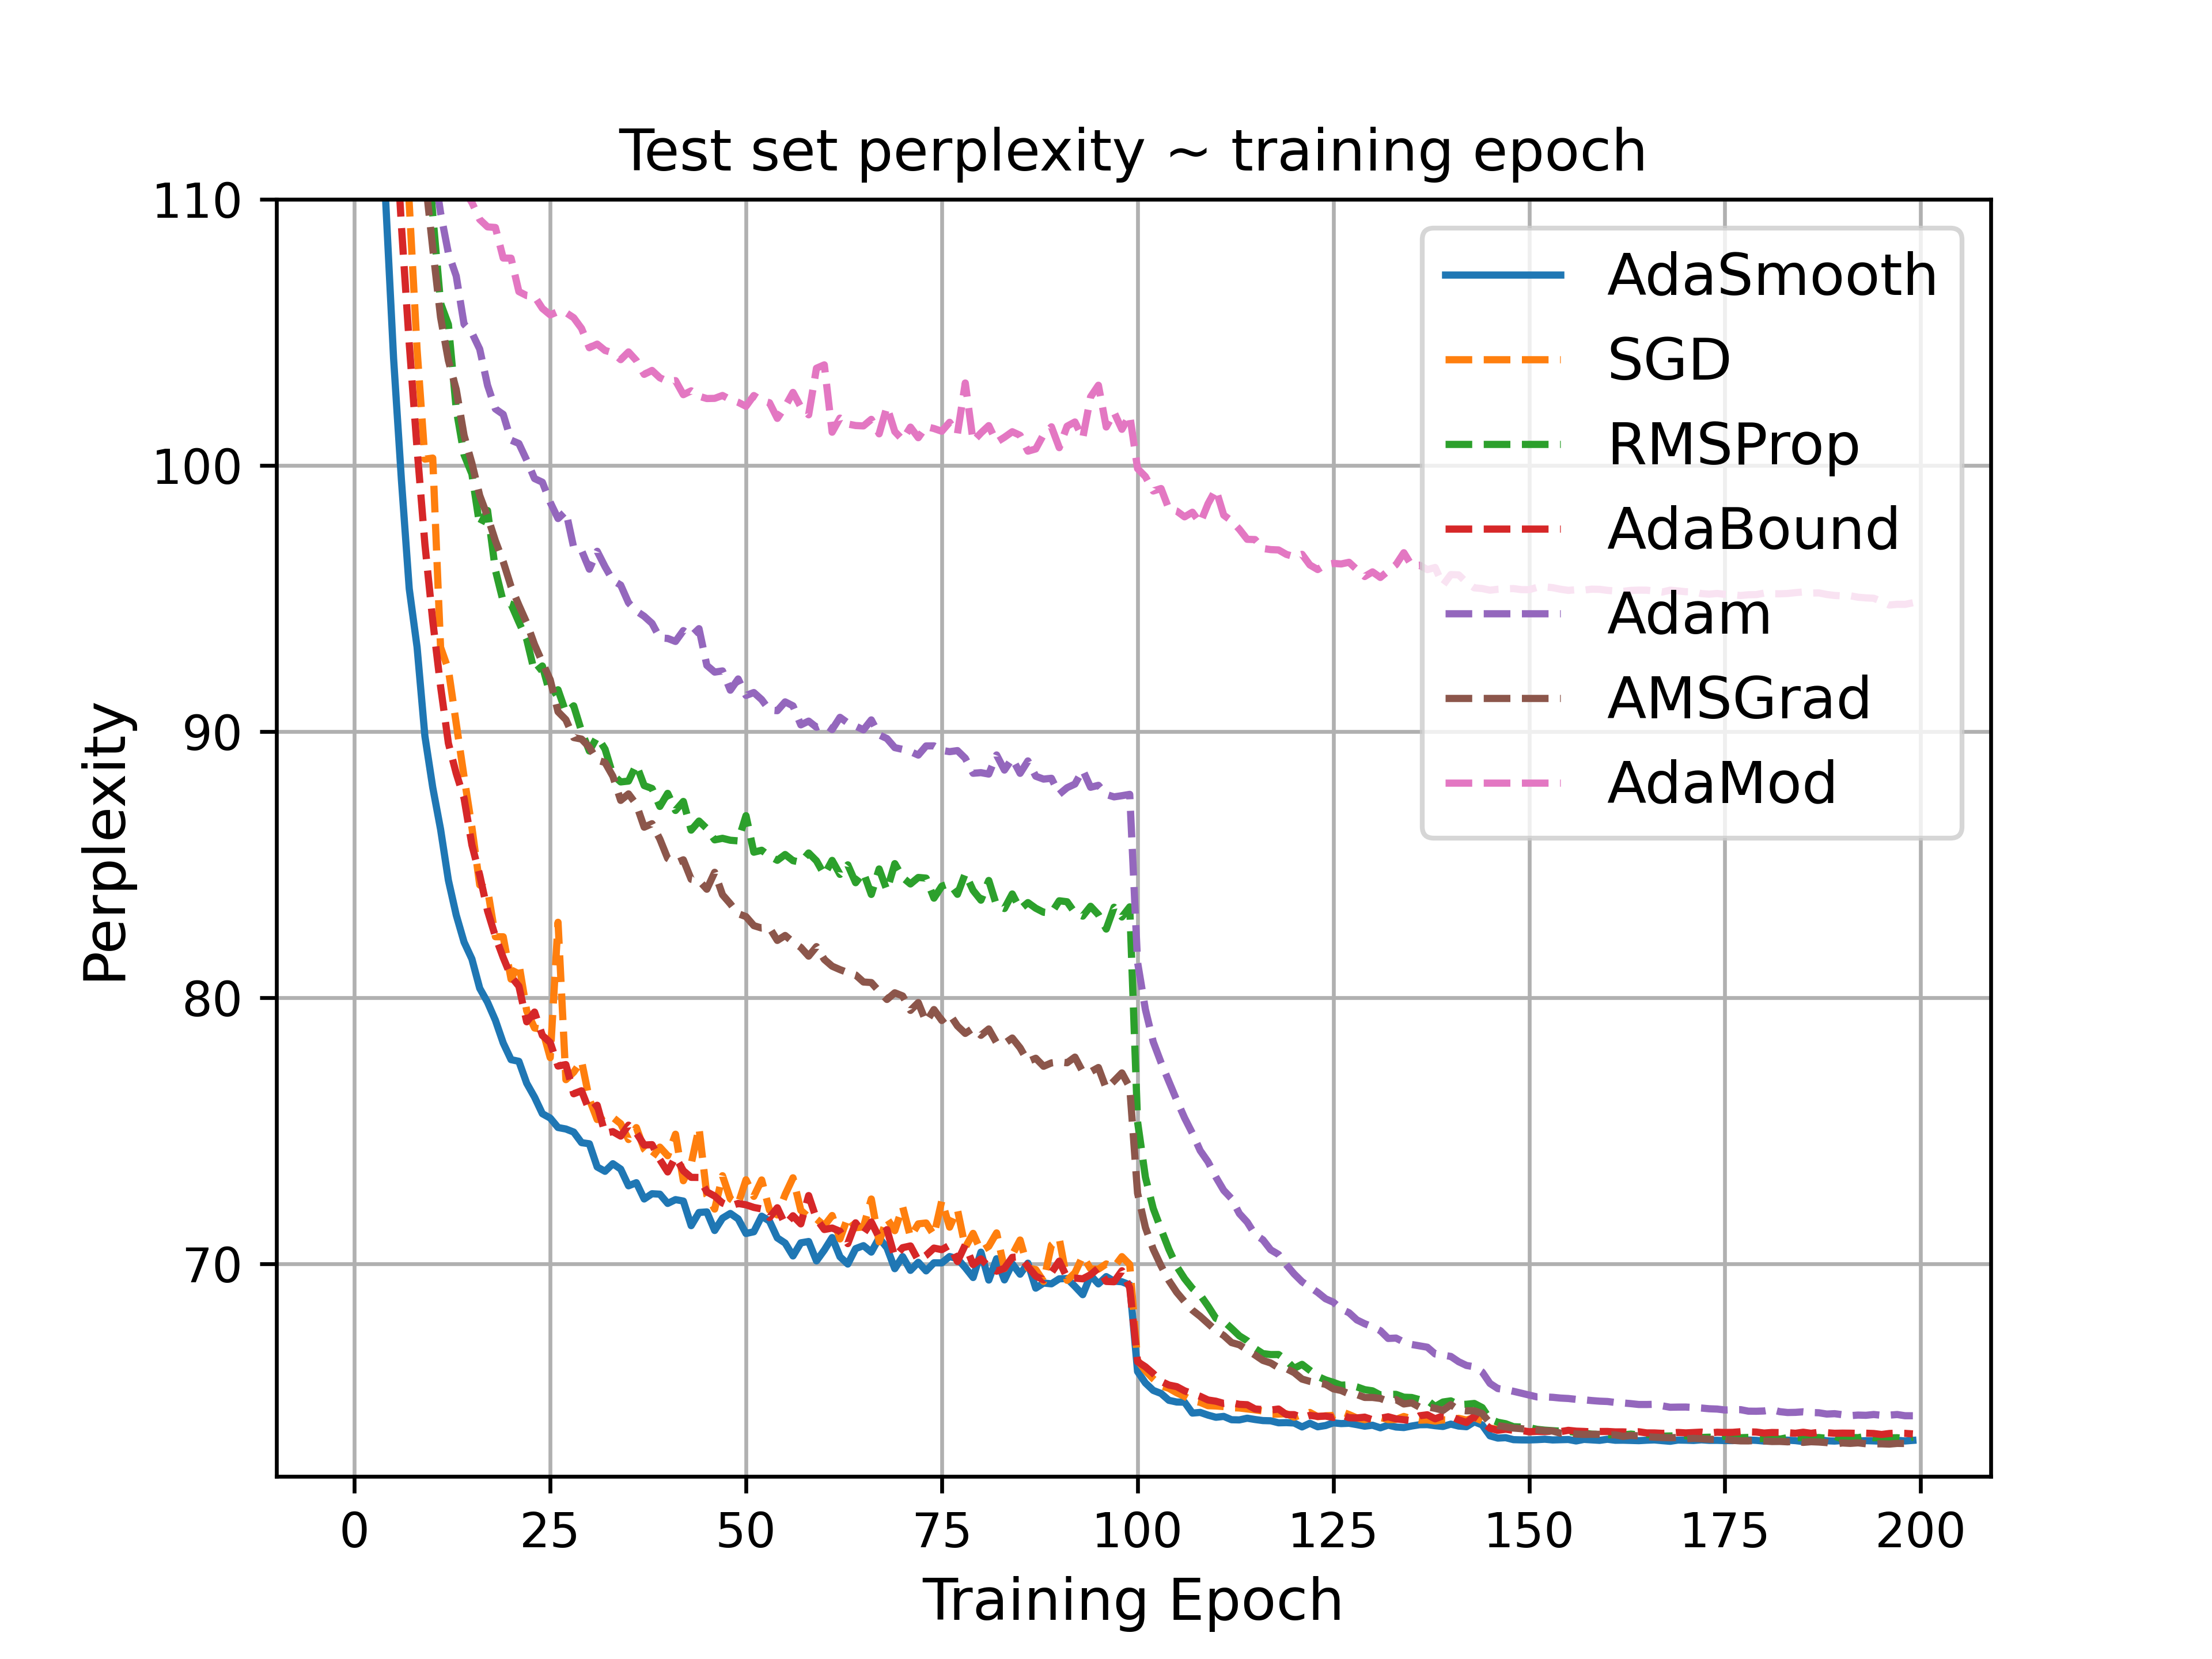 Test set perplexity ~ training epoch
110
100
90
80
70
Perplexity
AdaSmooth
SGD
RMSProp
AdaBound
Adam
AMSGrad
AdaMod
0 25 50 75 100 125 150 175 200
Training Epoch